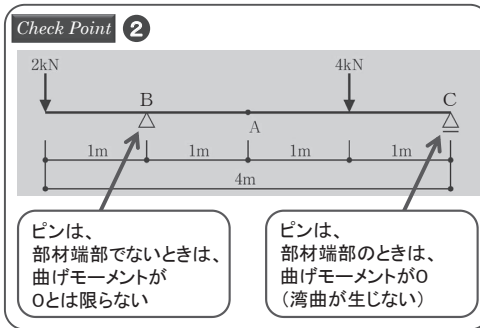 Check Point ❷
2kN
4kN
B
C
A
1m
1m
1m
1m
4m
ピンは、
部材端部でないときは、
曲げモーメントが
0とは限らない
ピンは、
部材端部のときは、
曲げモーメントが0
（湾曲が生じない）